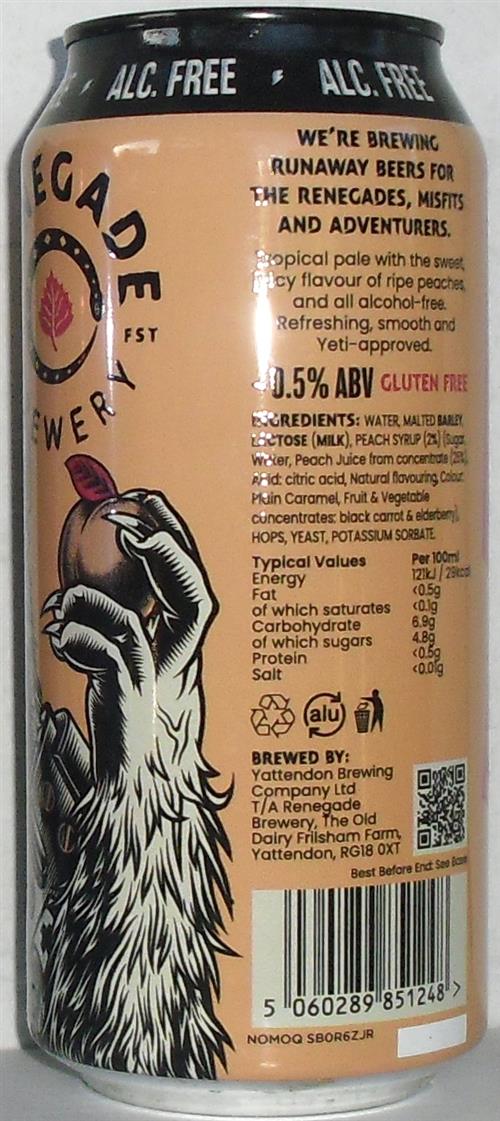 ALC. FREE ALC. FREE
EGADE
FST
EWERY
WE'RE BREWING
RUNAWAY BEERS FOR
THE RENEGADES, MISFITS
AND ADVENTURERS.
Tropical pale with the sweet,
juicy flavour of ripe peaches,
and all alcohol-free.
Refreshing, smooth and
Yeti-approved.
0.5% ABV GLUTEN FREE
INGREDIENTS: WATER, MALTED BARLEY,
LACTOSE (MILK), PEACH SYRUP (2%) (Sugar,
Water, Peach Juice from concentrate (25%),
Acid: citric acid, Natural flavouring, Colour:
Plain Caramel, Fruit & Vegetable
concentrates: black carrot & elderberry),
HOPS, YEAST, POTASSIUM SORBATE.
Typical Values Per 100ml
Energy 121kJ / 29kcal
Fat <0.5g
of which saturates <0.1g
Carbohydrate 6.9g
of which sugars 4.8g
Protein <0.5g
Salt <0.01g
alu
BREWED BY:
Yattendon Brewing
Company Ltd
T/A Renegade
Brewery, The Old
Dairy Frilsham Farm,
Yattendon, RG18 0XT
Best Before End: See Base
5 060289 851248 >
NOMOQ SB0R6ZJR